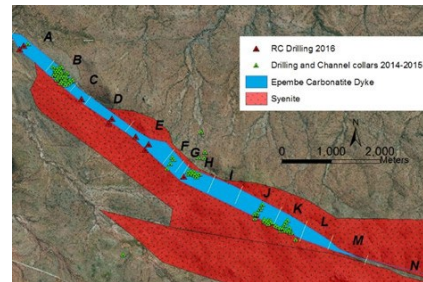 A
B
C
D
E
F
G
H
I
J
K
L
M
N
RC Drilling 2016
Drilling and Channel collars 2014-2015
Epembe Carbonatite Dyke
Syenite
N
0 1,000 2,000
Meters